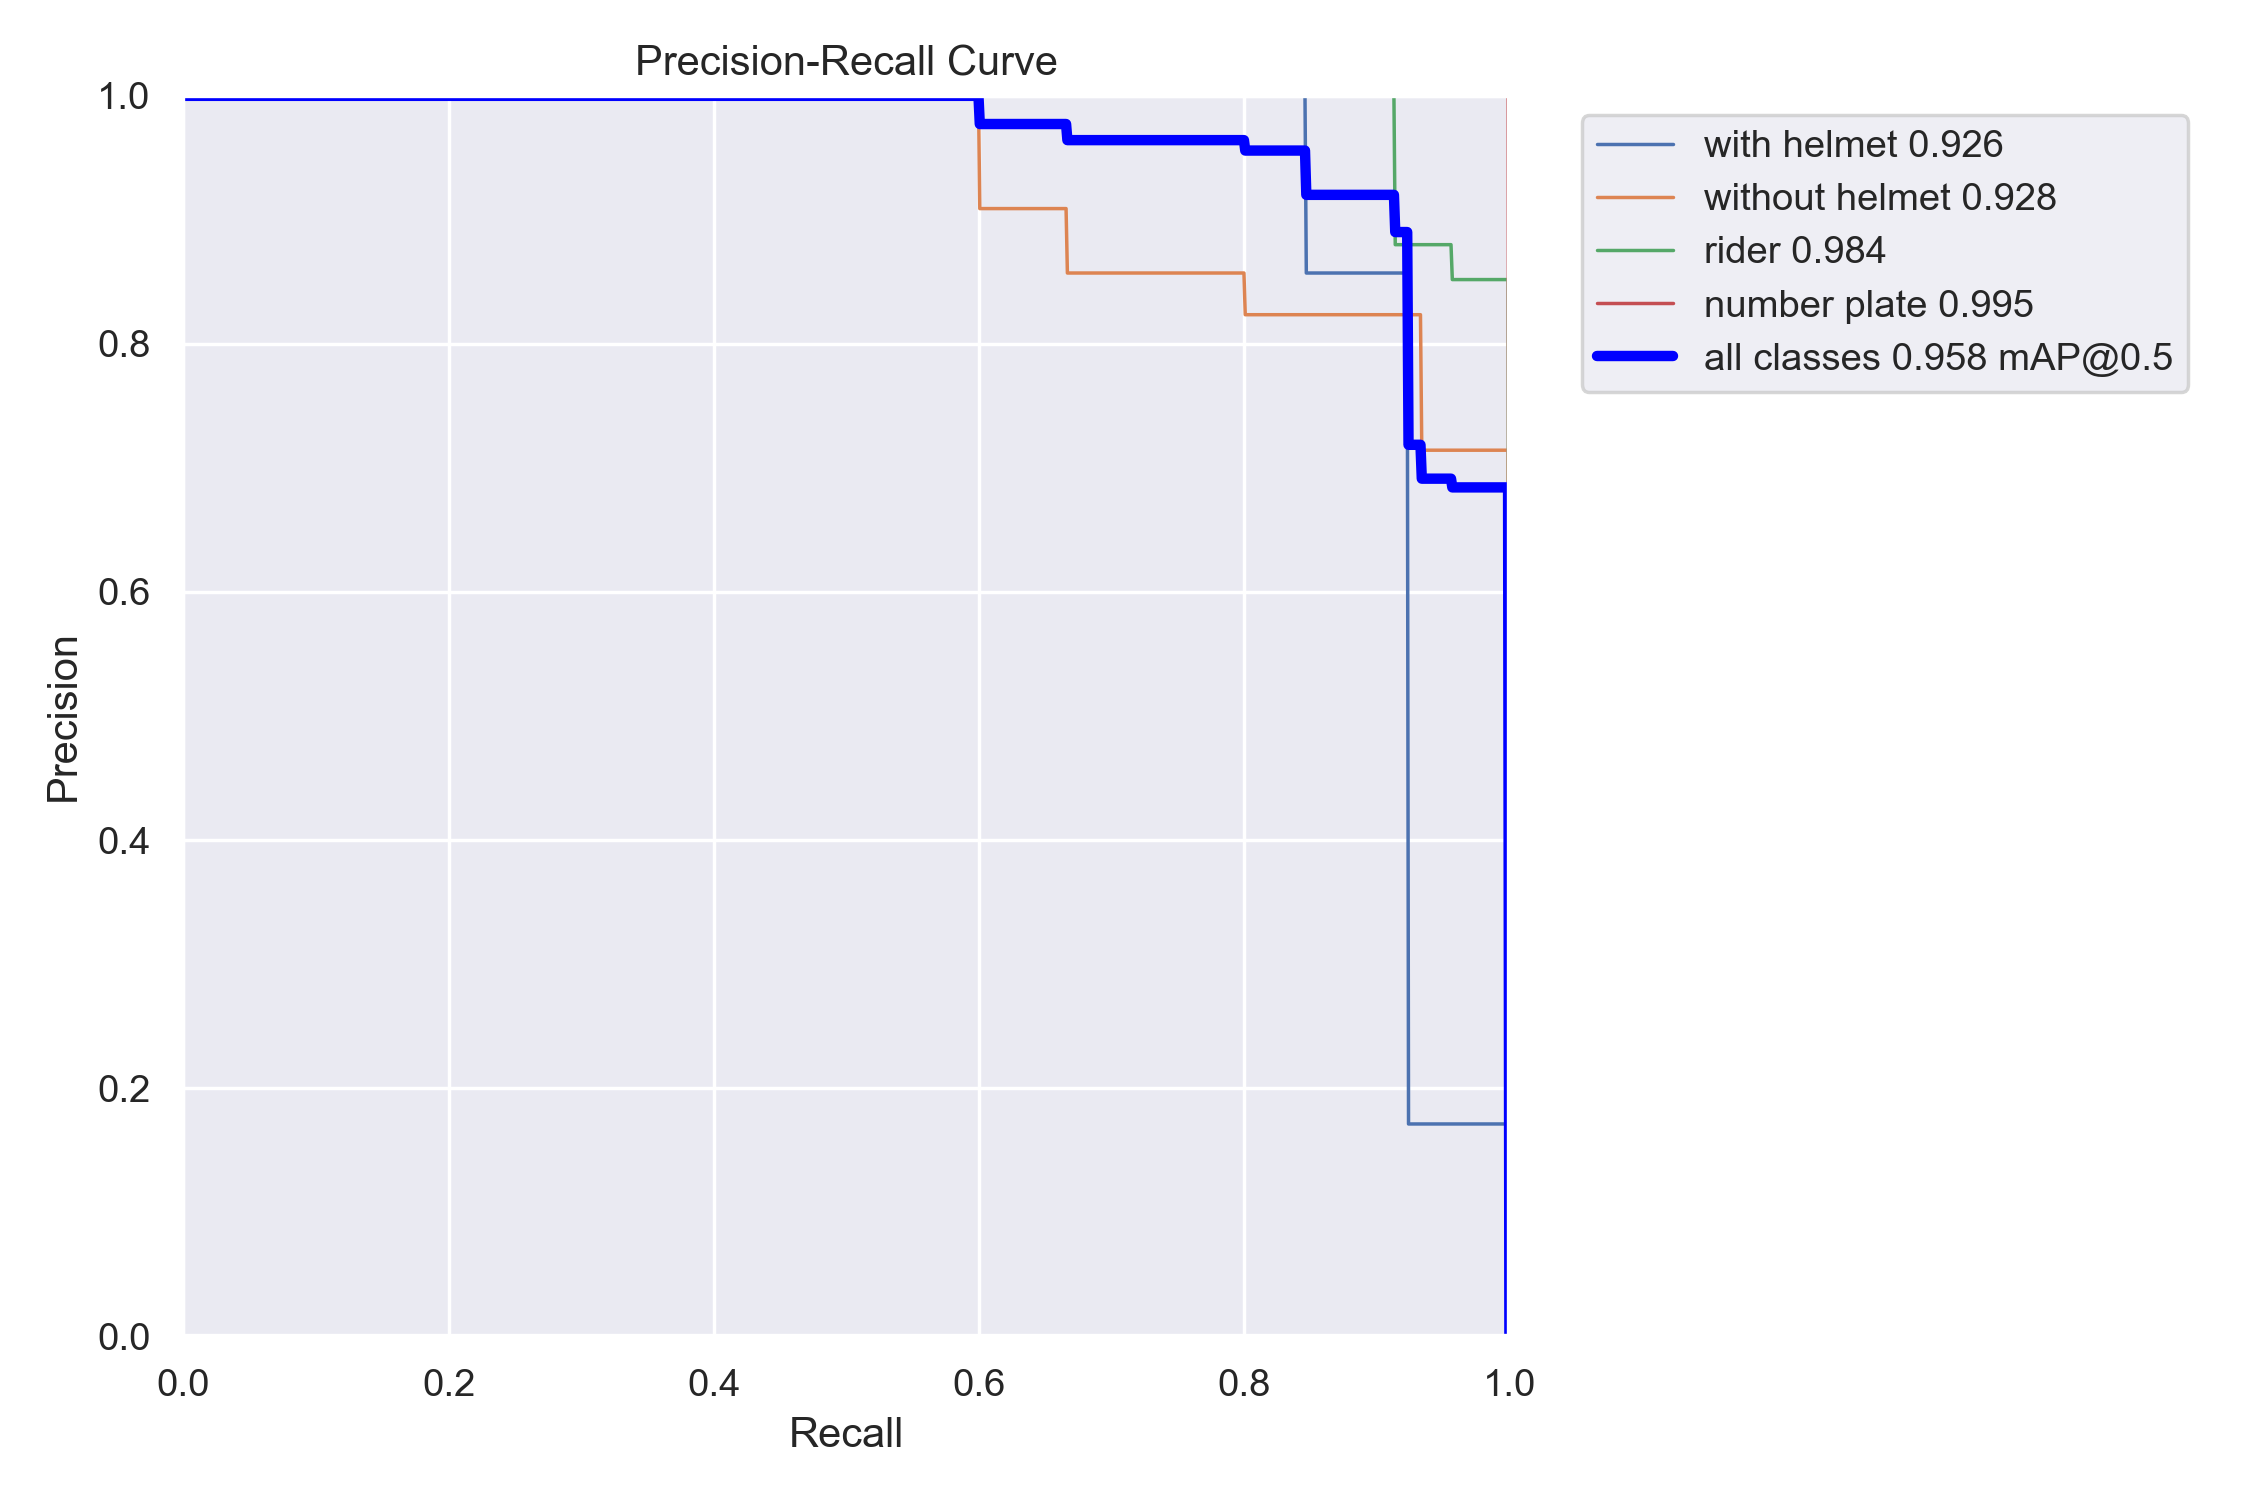 Precision-Recall Curve
1.0
0.8
0.6
0.4
0.2
0.0
Precision
0.0 0.2 0.4 0.6 0.8 1.0
Recall
with helmet 0.926
without helmet 0.928
rider 0.984
number plate 0.995
all classes 0.958 mAP@0.5